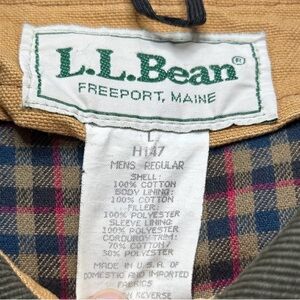 L.L.Bean®
FREEPORT, MAINE
L
H147
MENS REGULAR
SHELL:
100% COTTON
BODY LINING:
100% COTTON
FILLER:
100% POLYESTER
SLEEVE LINING:
100% POLYESTER
CORDUROY TRIM:
70% COTTON/
30% POLYESTER
MADE IN U.S.A. OF
DOMESTIC AND IMPORTED
FABRICS
REVERSE